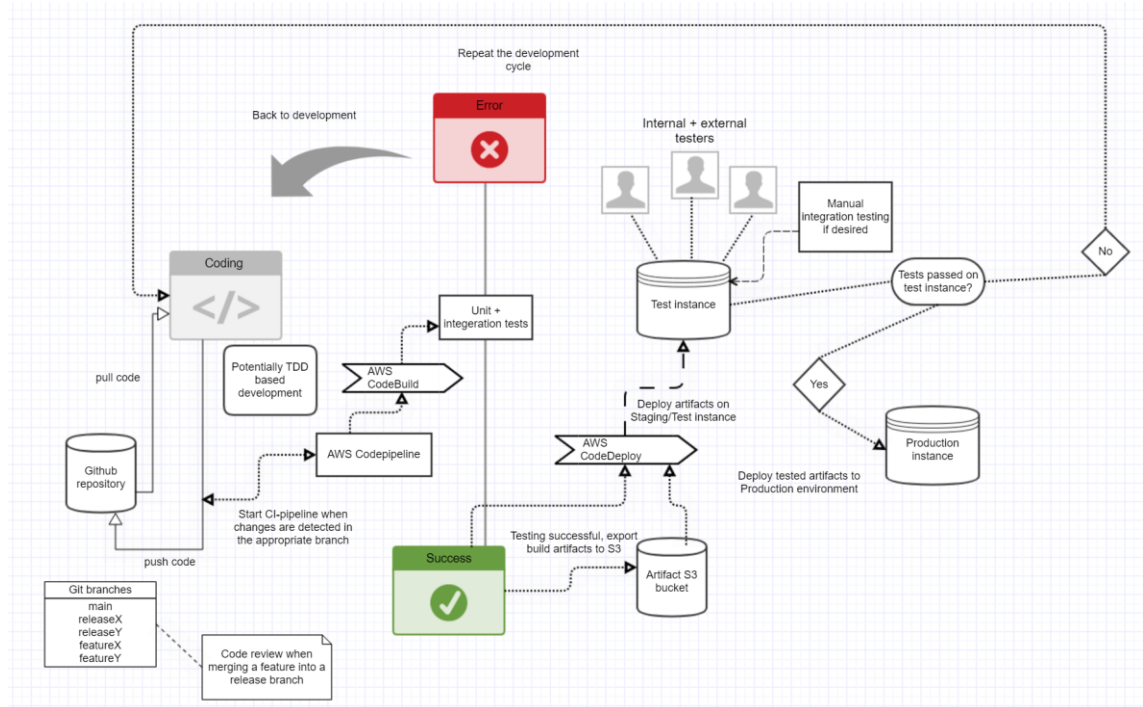 Repeat the development
cycle
Error
Back to development
Internal + external
testers
Manual
integration testing
if desired
No
Coding
</>
Tests passed on
test instance?
Test instance
Unit +
integeration tests
Potentially TDD
based
development
AWS
CodeBuild
pull code
Yes
Deploy artifacts on
Staging/Test instance
AWS
CodeDeploy
Production
instance
Github
repository
AWS Codepipeline
Deploy tested artifacts to
Production environment
Start CI-pipeline when
changes are detected in
the appropriate branch
Testing successful, export
build artifacts to S3
push code
Success
Artifact S3
bucket
Git branches
main
releaseX
releaseY
featureX
featureY
Code review when
merging a feature into a
release branch